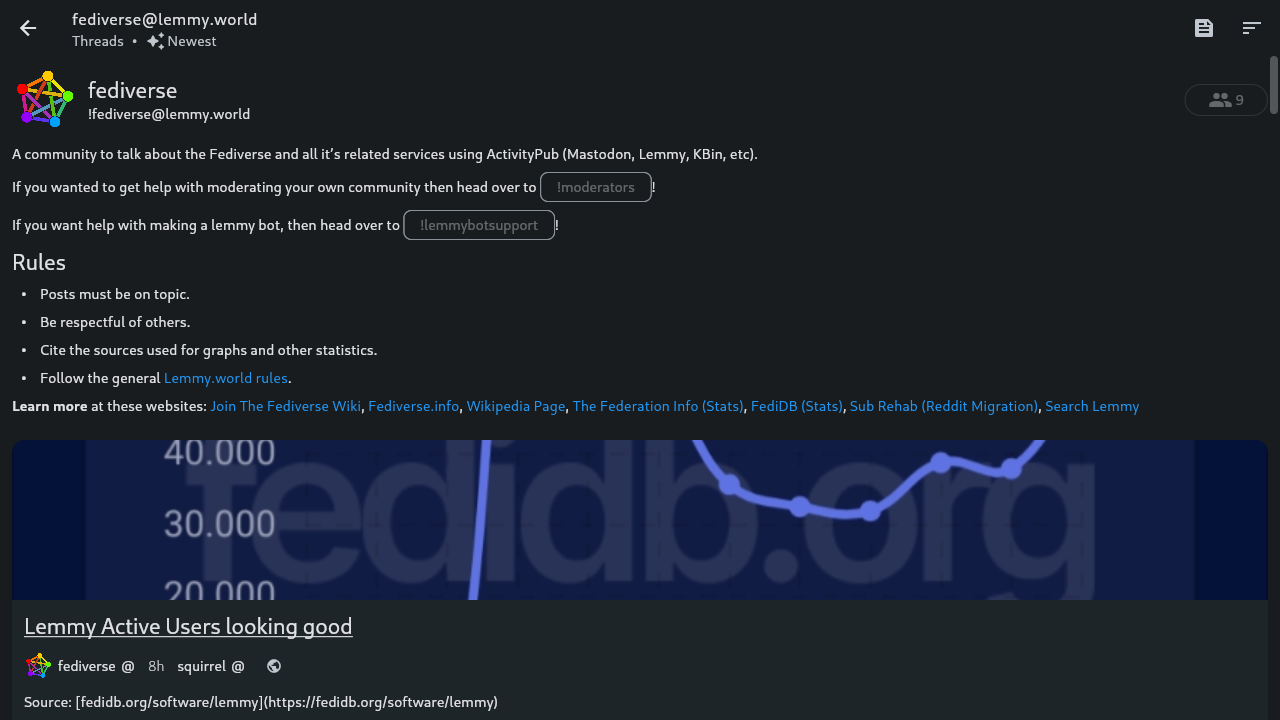 fediverse@lemmy.world
Threads • Newest
fediverse
!fediverse@lemmy.world
9
A community to talk about the Fediverse and all it’s related services using ActivityPub (Mastodon, Lemmy, KBin, etc).
If you wanted to get help with moderating your own community then head over to !moderators!
If you want help with making a lemmy bot, then head over to !lemmybotsupport!
Rules
• Posts must be on topic.
• Be respectful of others.
• Cite the sources used for graphs and other statistics.
• Follow the general Lemmy.world rules.
Learn more at these websites: Join The Fediverse Wiki, Fediverse.info, Wikipedia Page, The Federation Info (Stats), FediDB (Stats), Sub Rehab (Reddit Migration), Search Lemmy
40.000
fedidb.org
30.000
20.000
Lemmy Active Users looking good
fediverse @ 8h squirrel @
Source: [fedidb.org/software/lemmy](https://fedidb.org/software/lemmy)